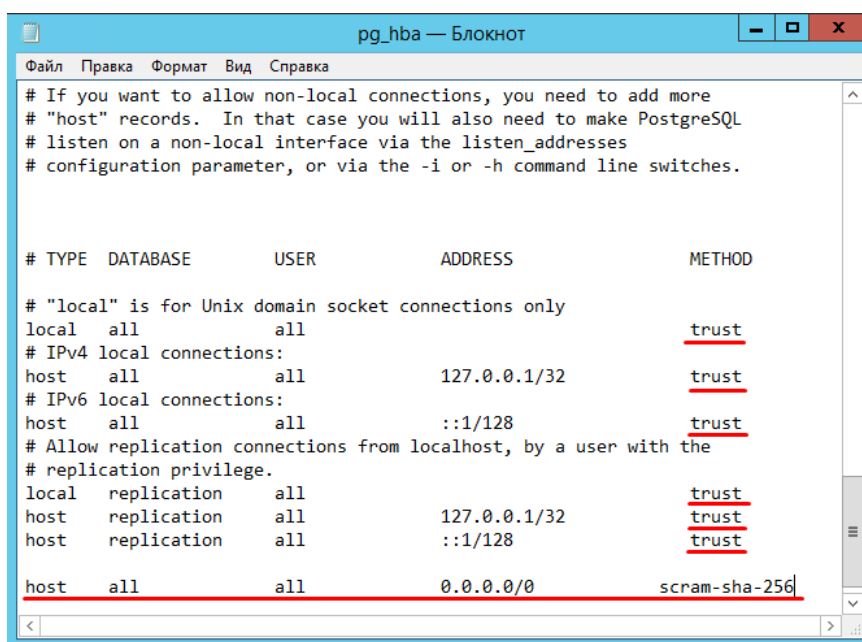 pg_hba — Блокнот
Файл Правка Формат Вид Справка
# If you want to allow non-local connections, you need to add more
# "host" records.  In that case you will also need to make PostgreSQL
# listen on a non-local interface via the listen_addresses
# configuration parameter, or via the -i or -h command line switches.
# TYPE  DATABASE        USER            ADDRESS                 METHOD
# "local" is for Unix domain socket connections only
local   all             all                                     trust
# IPv4 local connections:
host    all             all             127.0.0.1/32            trust
# IPv6 local connections:
host    all             all             ::1/128                 trust
# Allow replication connections from localhost, by a user with the
# replication privilege.
local   replication     all                                     trust
host    replication     all             127.0.0.1/32            trust
host    replication     all             ::1/128                 trust
host    all             all             0.0.0.0/0            scram-sha-256